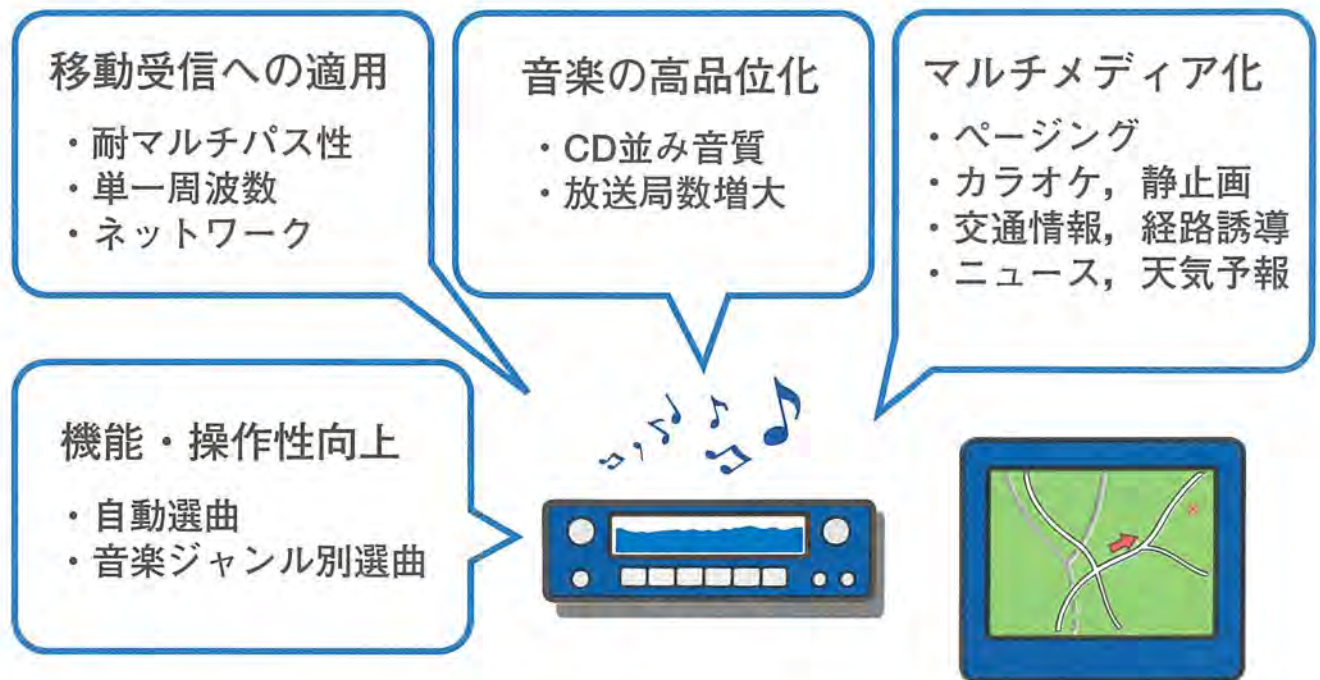 移動受信への適用
・耐マルチパス性
・単一周波数
・ネットワーク
音楽の高品位化
・CD並み音質
・放送局数増大
マルチメディア化
・ページング
・カラオケ，静止画
・交通情報，経路誘導
・ニュース，天気予報
機能・操作性向上
・自動選曲
・音楽ジャンル別選曲